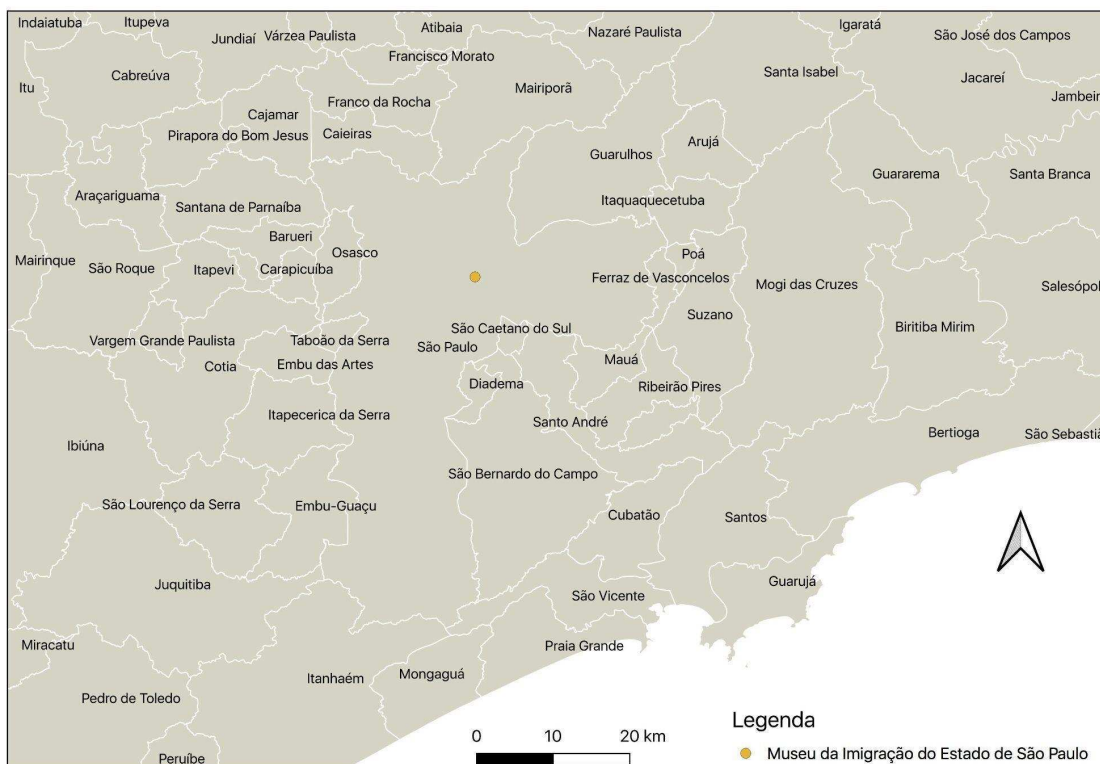 Indaiatuba
Itupeva
Jundiaí
Várzea Paulista
Atibaia
Nazaré Paulista
Igaratá
São José dos Campos
Francisco Morato
Cabreúva
Itu
Mairiporã
Santa Isabel
Jacareí
Jambeir
Franco da Rocha
Cajamar
Pirapora do Bom Jesus
Caieiras
Guarulhos
Arujá
Guararema
Santa Branca
Araçariguama
Santana de Parnaíba
Itaquaquecetuba
Barueri
Osasco
Poá
Mairinque
São Roque
Itapevi
Carapicuíba
Ferraz de Vasconcelos
Mogi das Cruzes
Salesópol
Suzano
Biritiba Mirim
São Caetano do Sul
Vargem Grande Paulista
Taboão da Serra
São Paulo
Cotia
Embu das Artes
Mauá
Diadema
Ribeirão Pires
Itapecerica da Serra
Santo André
Ibiúna
Bertioga
São Sebastiã
São Bernardo do Campo
São Lourenço da Serra
Embu-Guaçu
Cubatão
Santos
Juquitiba
São Vicente
Guarujá
Miracatu
Praia Grande
Itanhaém
Mongaguá
Pedro de Toledo
Peruíbe
0 10 20 km
Legenda
Museu da Imigração do Estado de São Paulo